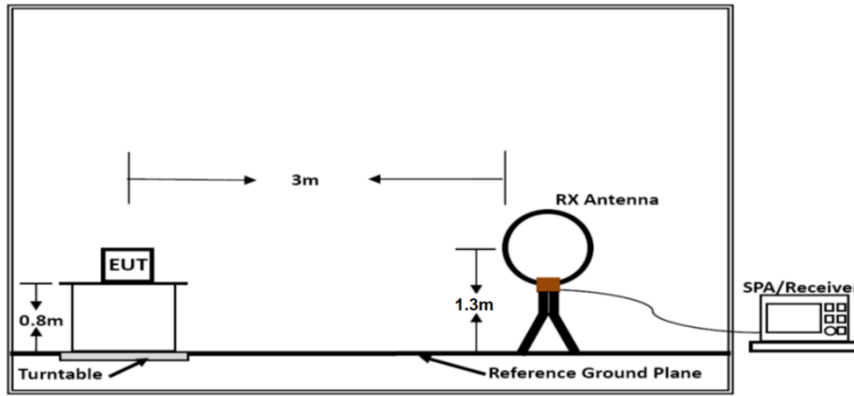 3m
RX Antenna
EUT
SPA/Receiver
0.8m
1.3m
Turntable
Reference Ground Plane